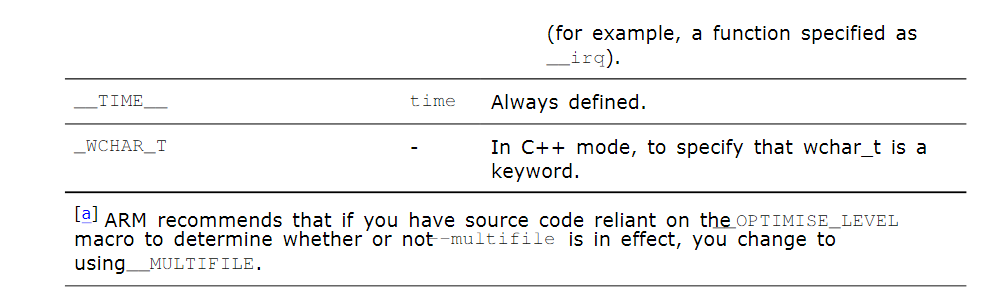 (for example, a function specified as
__irq).
__TIME__ time Always defined.
_WCHAR_T - In C++ mode, to specify that wchar_t is a
keyword.
[a] ARM recommends that if you have source code reliant on the__OPTIMISE_LEVEL
macro to determine whether or not--multifile is in effect, you change to
using__MULTIFILE.